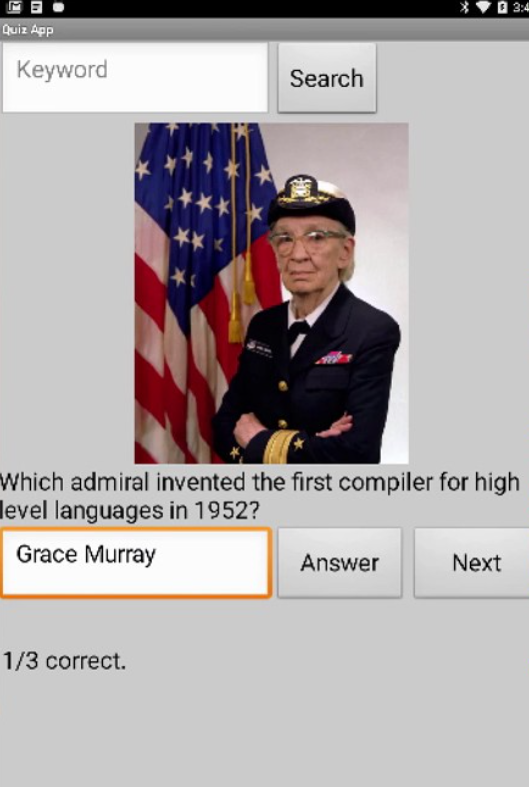 3:4
Quiz App
Keyword
Search
Which admiral invented the first compiler for high
level languages in 1952?
Grace Murray
Answer
Next
1/3 correct.